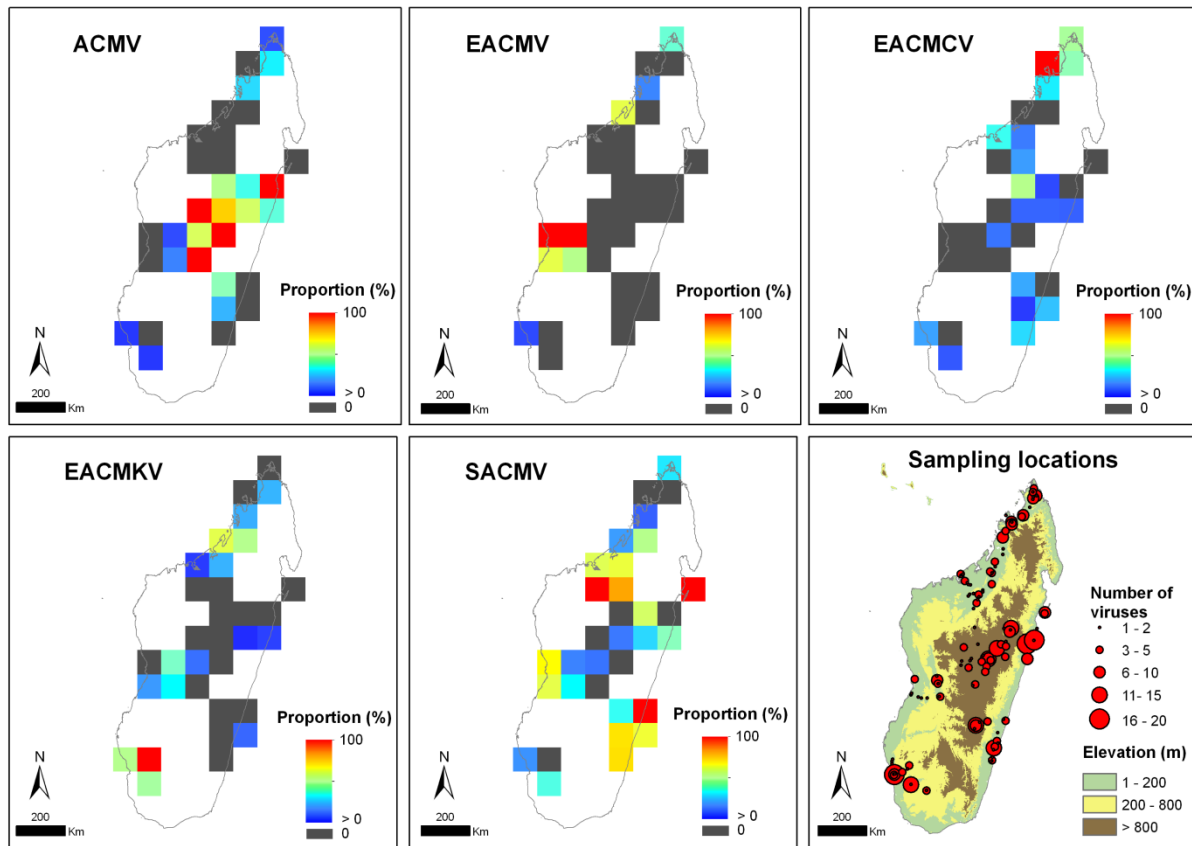 ACMV
Proportion (%)
100
> 0
0
N
200
Km
EACMV
Proportion (%)
100
> 0
0
N
200
Km
EACMCV
Proportion (%)
100
> 0
0
N
200
Km
EACMKV
Proportion (%)
100
> 0
0
N
200
Km
SACMV
Proportion (%)
100
> 0
0
N
200
Km
Sampling locations
Number of
viruses
1 - 2
3 - 5
6 - 10
11- 15
16 - 20
Elevation (m)
1 - 200
200 - 800
> 800
N
200
Km